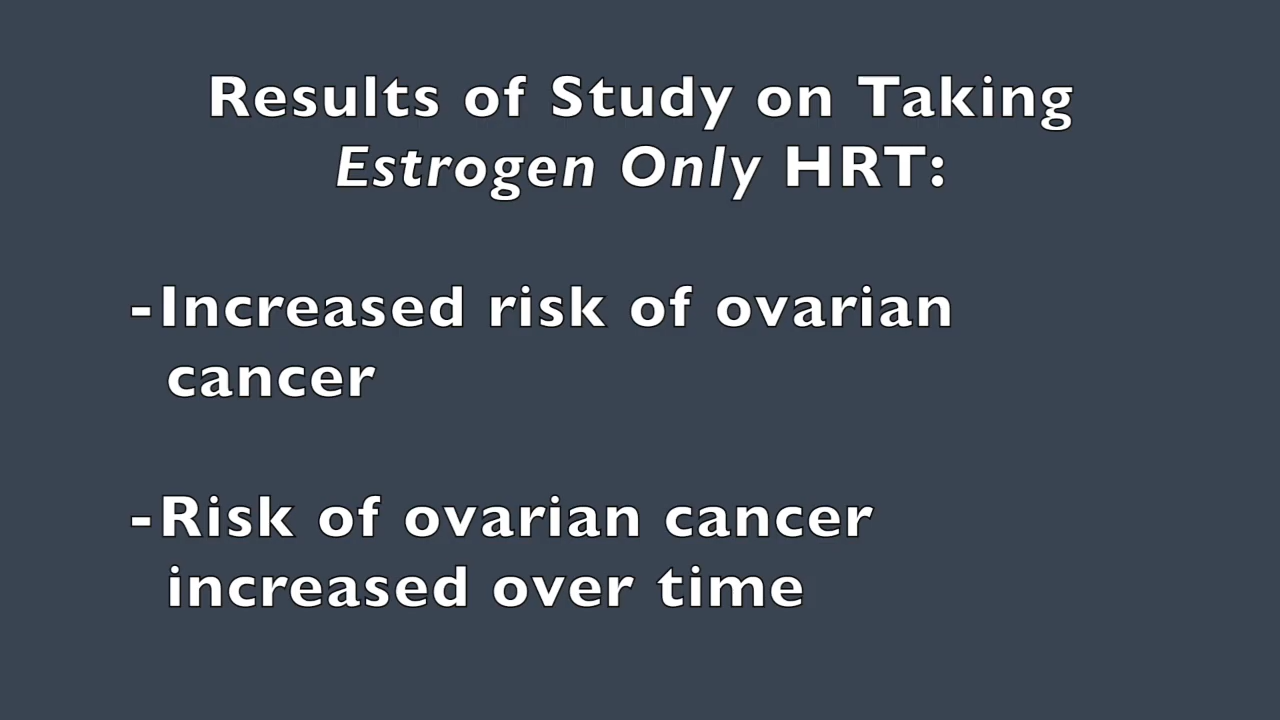 Results of Study on Taking
Estrogen Only HRT:
-Increased risk of ovarian
cancer
-Risk of ovarian cancer
increased over time